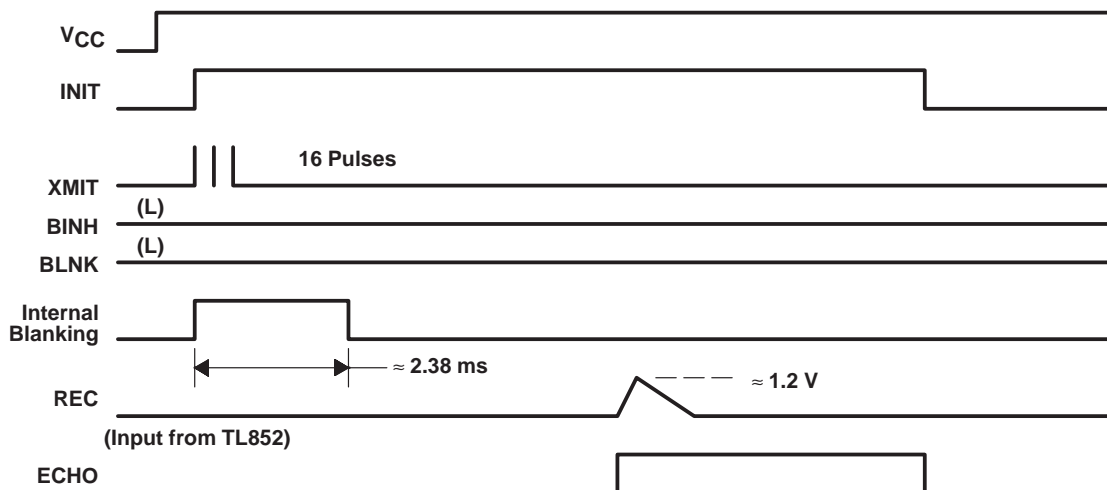 VCC
INIT
16 Pulses
XMIT
(L)
BINH
(L)
BLNK
Internal
Blanking
≈ 2.38 ms
≈ 1.2 V
REC
(Input from TL852)
ECHO